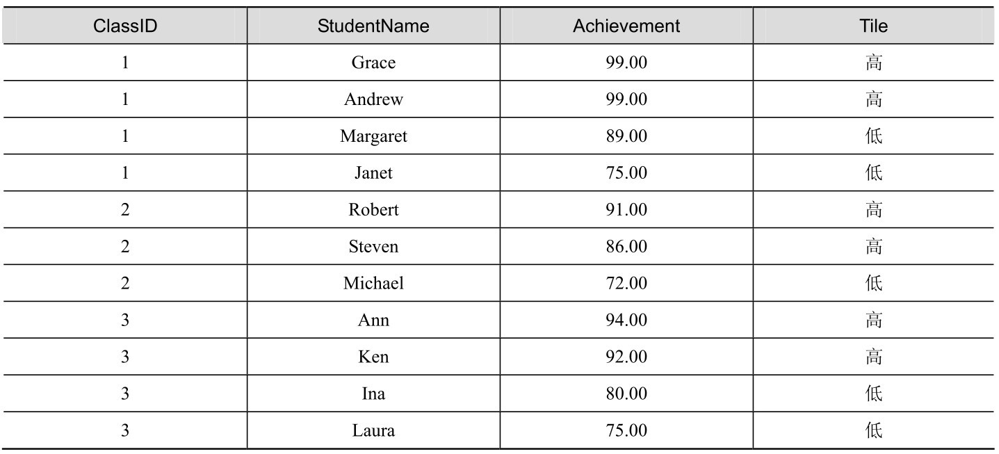 ClassID StudentName Achievement Tile
1 Grace 99.00 高
1 Andrew 99.00 高
1 Margaret 89.00 低
1 Janet 75.00 低
2 Robert 91.00 高
2 Steven 86.00 高
2 Michael 72.00 低
3 Ann 94.00 高
3 Ken 92.00 高
3 Ina 80.00 低
3 Laura 75.00 低